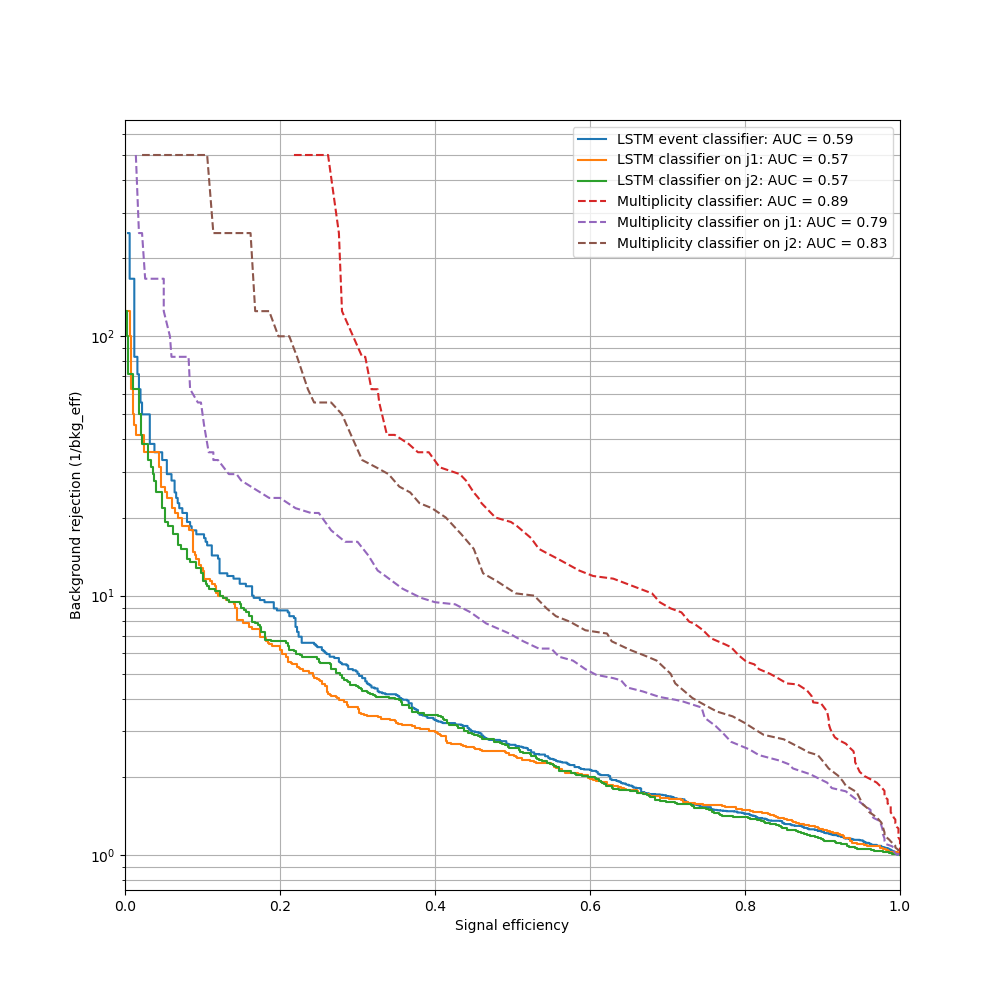 LSTM event classifier: AUC = 0.59
LSTM classifier on j1: AUC = 0.57
LSTM classifier on j2: AUC = 0.57
Multiplicity classifier: AUC = 0.89
Multiplicity classifier on j1: AUC = 0.79
Multiplicity classifier on j2: AUC = 0.83
Background rejection (1/bkg_eff)
10²
10¹
10⁰
0.0 0.2 0.4 0.6 0.8 1.0
Signal efficiency